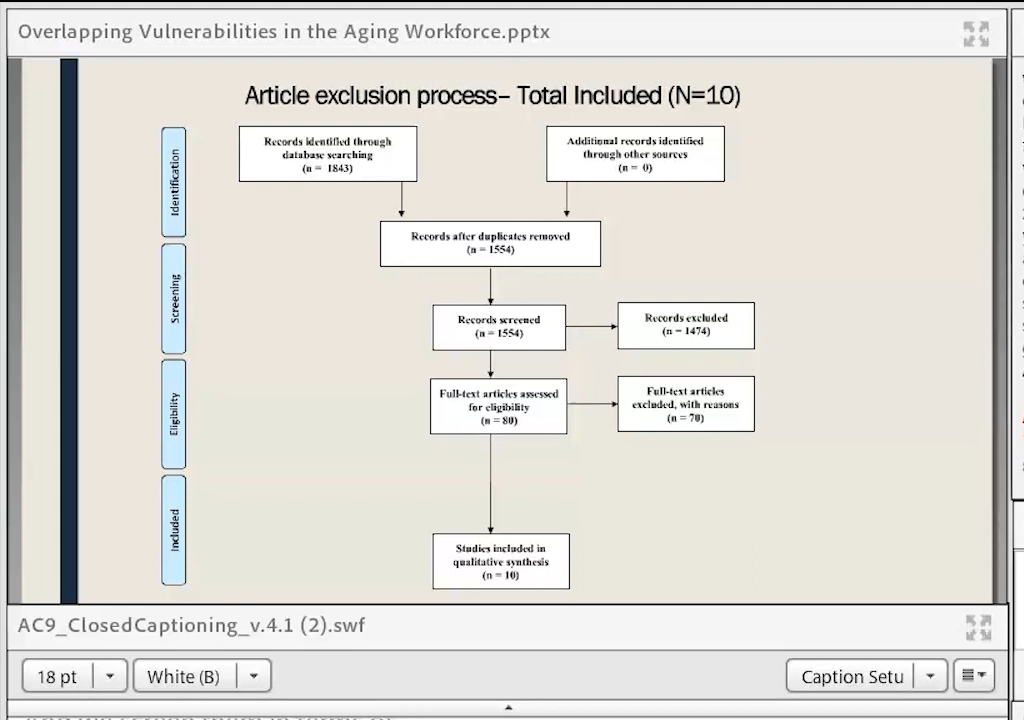 Overlapping Vulnerabilities in the Aging Workforce.pptx
Article exclusion process– Total Included (N=10)
Identification
Records identified through
database searching
(n = 1843)
Additional records identified
through other sources
(n = 0)
Records after duplicates removed
(n = 1554)
Screening
Records screened
(n = 1554)
Records excluded
(n = 1474)
Eligibility
Full-text articles assessed
for eligibility
(n = 80)
Full-text articles
excluded, with reasons
(n = 70)
Included
Studies included in
qualitative synthesis
(n = 10)
AC9_ClosedCaptioning_v.4.1 (2).swf
18 pt
White (B)
Caption Setu